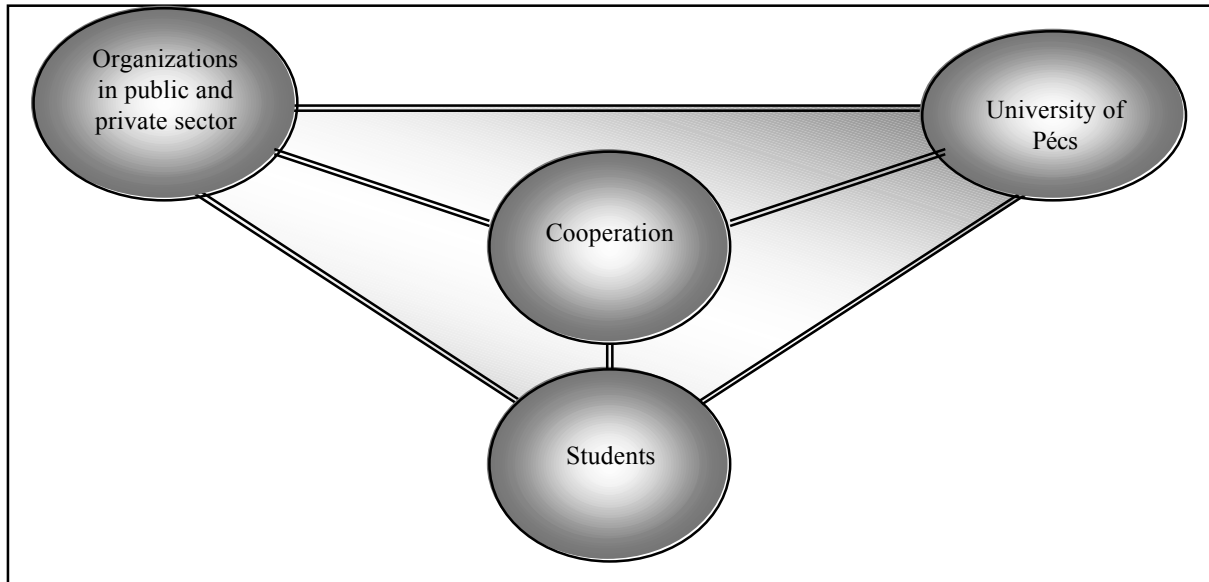 Organizations
in public and
private sector
University of
Pécs
Cooperation
Students